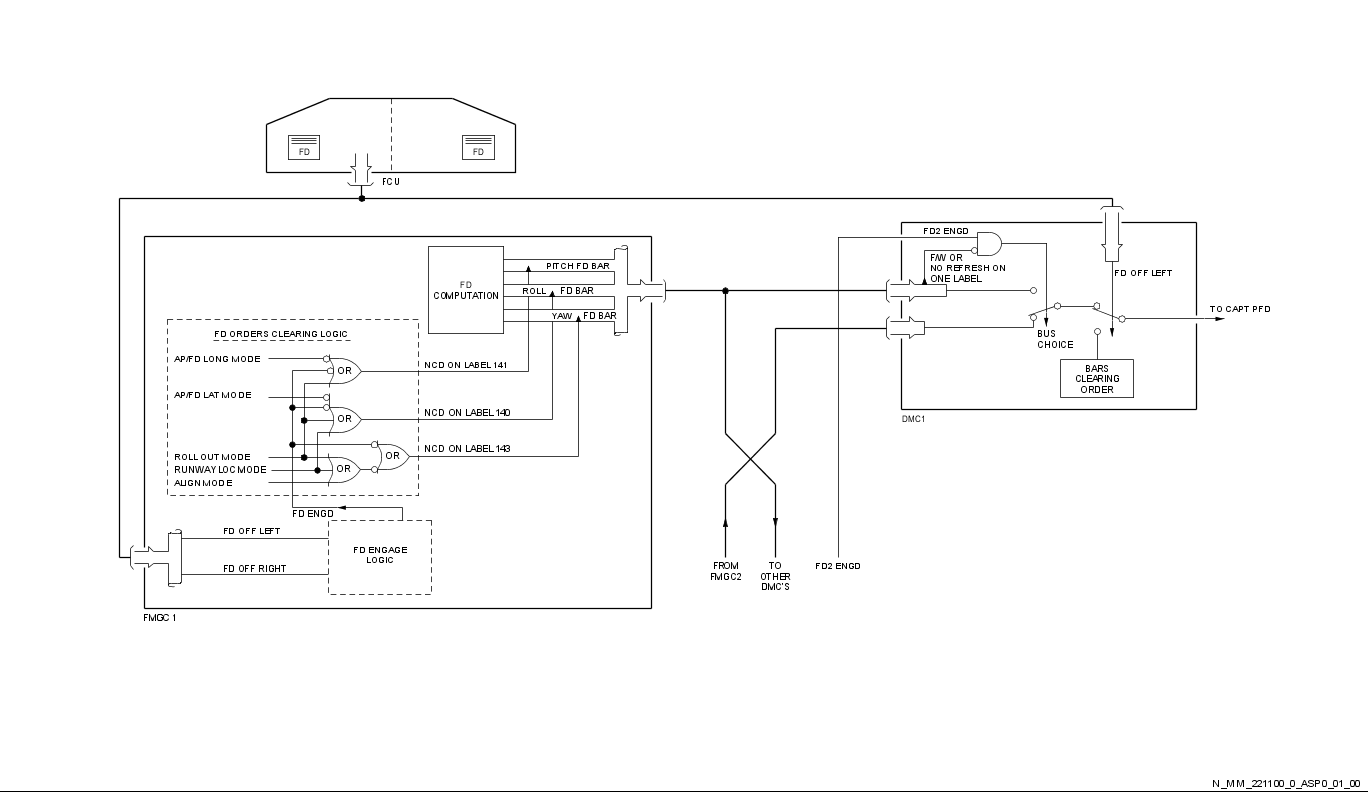 FD
FD
FCU
FD2 ENGD
F/W OR
NO REFRESH ON
ONE LABEL
FD OFF LEFT
PITCH FD BAR
FD
COMPUTATION
ROLL FD BAR
YAW FD BAR
TO CAPT PFD
BUS
CHOICE
BARS
CLEARING
ORDER
DMC1
FD ORDERS CLEARING LOGIC
AP/FD LONG MODE
OR
NCD ON LABEL 141
AP/FD LAT MODE
OR
NCD ON LABEL 140
ROLL OUT MODE
RUNWAY LOC MODE
ALIGN MODE
OR
OR
NCD ON LABEL 143
FD ENGD
FD OFF LEFT
FD ENGAGE
LOGIC
FD OFF RIGHT
FMGC 1
FROM
FMGC2
TO
OTHER
DMC'S
FD2 ENGD
N_MM_221100_0_ASP0_01_00